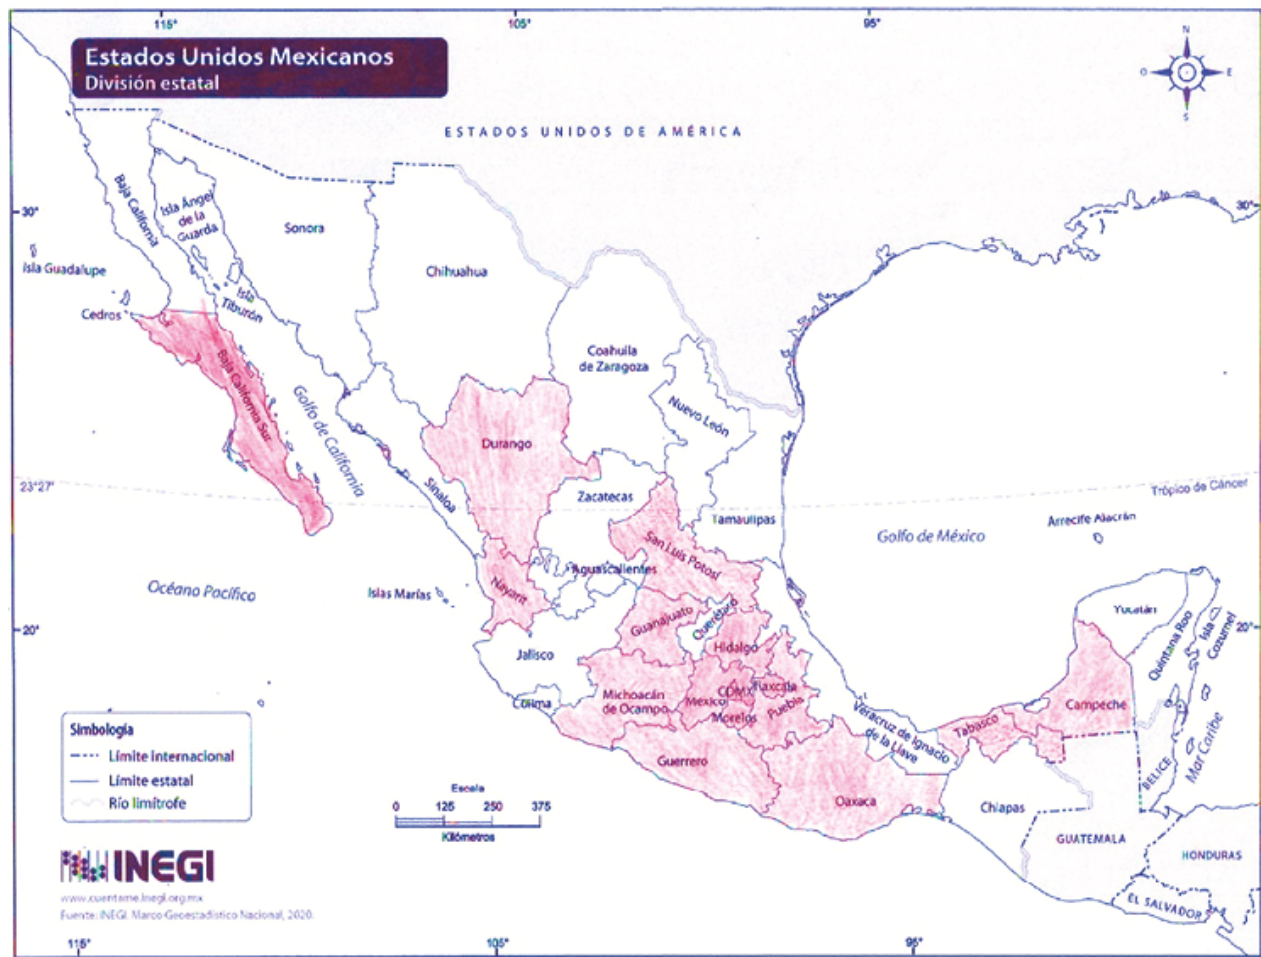 115°
105°
95°
Estados Unidos Mexicanos
División estatal
N
O
E
S
ESTADOS UNIDOS DE AMÉRICA
30°
30°
Baja California
Isla Ángel
de la
Guarda
Sonora
Isla Guadalupe
Chihuahua
Isla
Tiburón
Cedros
Coahuila
de Zaragoza
Baja California Sur
Golfo de California
Nuevo León
Durango
23°27'
Sinaloa
Zacatecas
Tamaulipas
Trópico de Cáncer
Arrecife Alacrán
Golfo de México
San Luis Potosí
Aguascalientes
Océano Pacífico
Islas Marías
Nayarit
Yucatán
Quintana Roo
Isla
Cozumel
20°
20°
Guanajuato
Querétaro
Hidalgo
Jalisco
Michoacán
de Ocampo
CDMX
Tlaxcala
México
Puebla
Morelos
Colima
Campeche
Tabasco
Veracruz de Ignacio
de la Llave
Mar Caribe
BELICE
Guerrero
Oaxaca
Chiapas
GUATEMALA
HONDURAS
EL SALVADOR
Simbología
Límite internacional
Límite estatal
Río limítrofe
Escala
0 125 250 375
Kilómetros
INEGI
www.cuentame.inegi.org.mx
Fuente: INEGI. Marco Geoestadístico Nacional, 2020.
115°
105°
95°